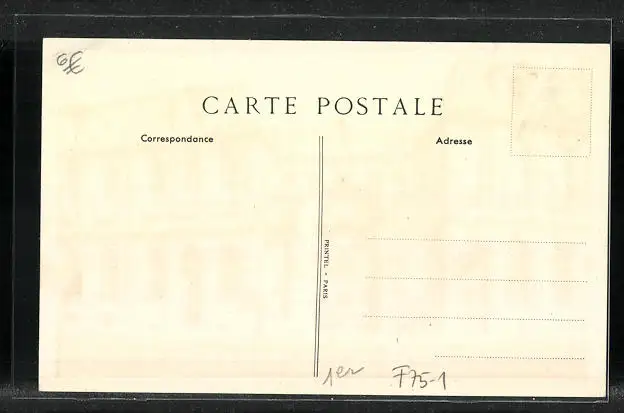 6€
CARTE POSTALE
Correspondance
Adresse
PRINTEL - PARIS
1er
F75-1